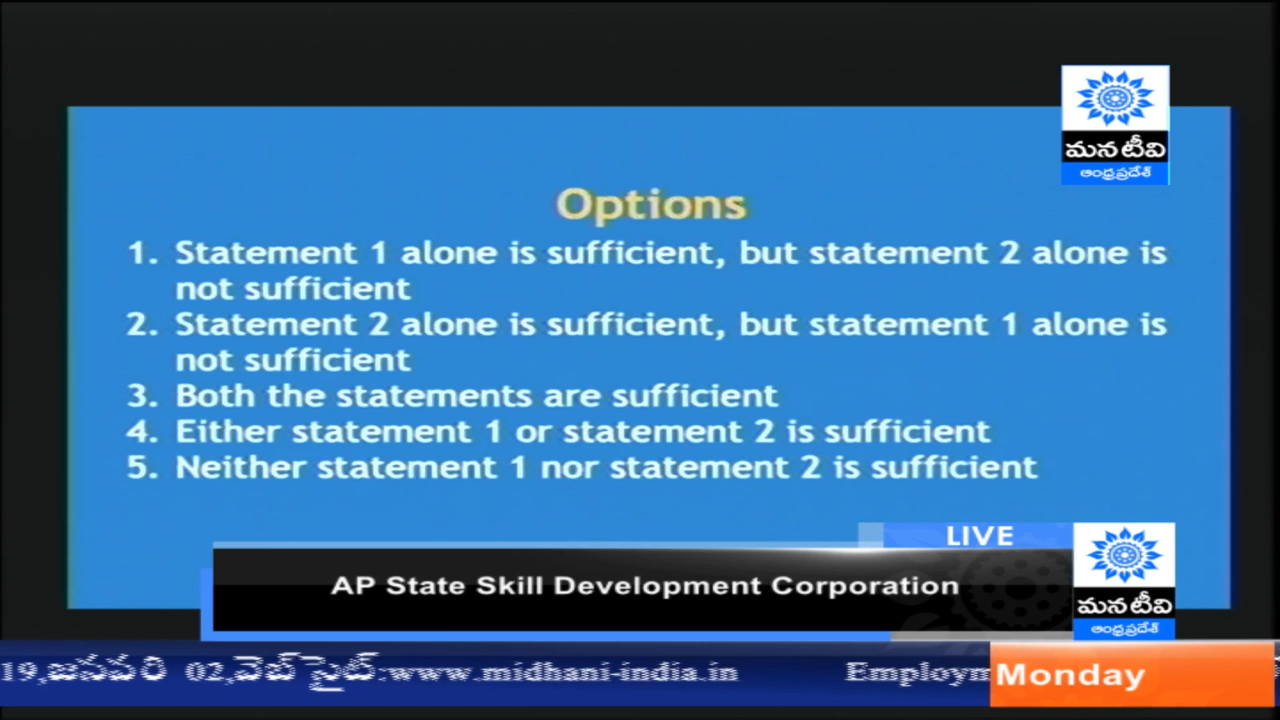 మన టీవి
ఆంధ్రప్రదేశ్
Options
1. Statement 1 alone is sufficient, but statement 2 alone is
not sufficient
2. Statement 2 alone is sufficient, but statement 1 alone is
not sufficient
3. Both the statements are sufficient
4. Either statement 1 or statement 2 is sufficient
5. Neither statement 1 nor statement 2 is sufficient
LIVE
AP State Skill Development Corporation
మన టీవి
ఆంధ్రప్రదేశ్
19,జనవరి 02,వెబ్ సైట్:www.midhani-india.in
Monday